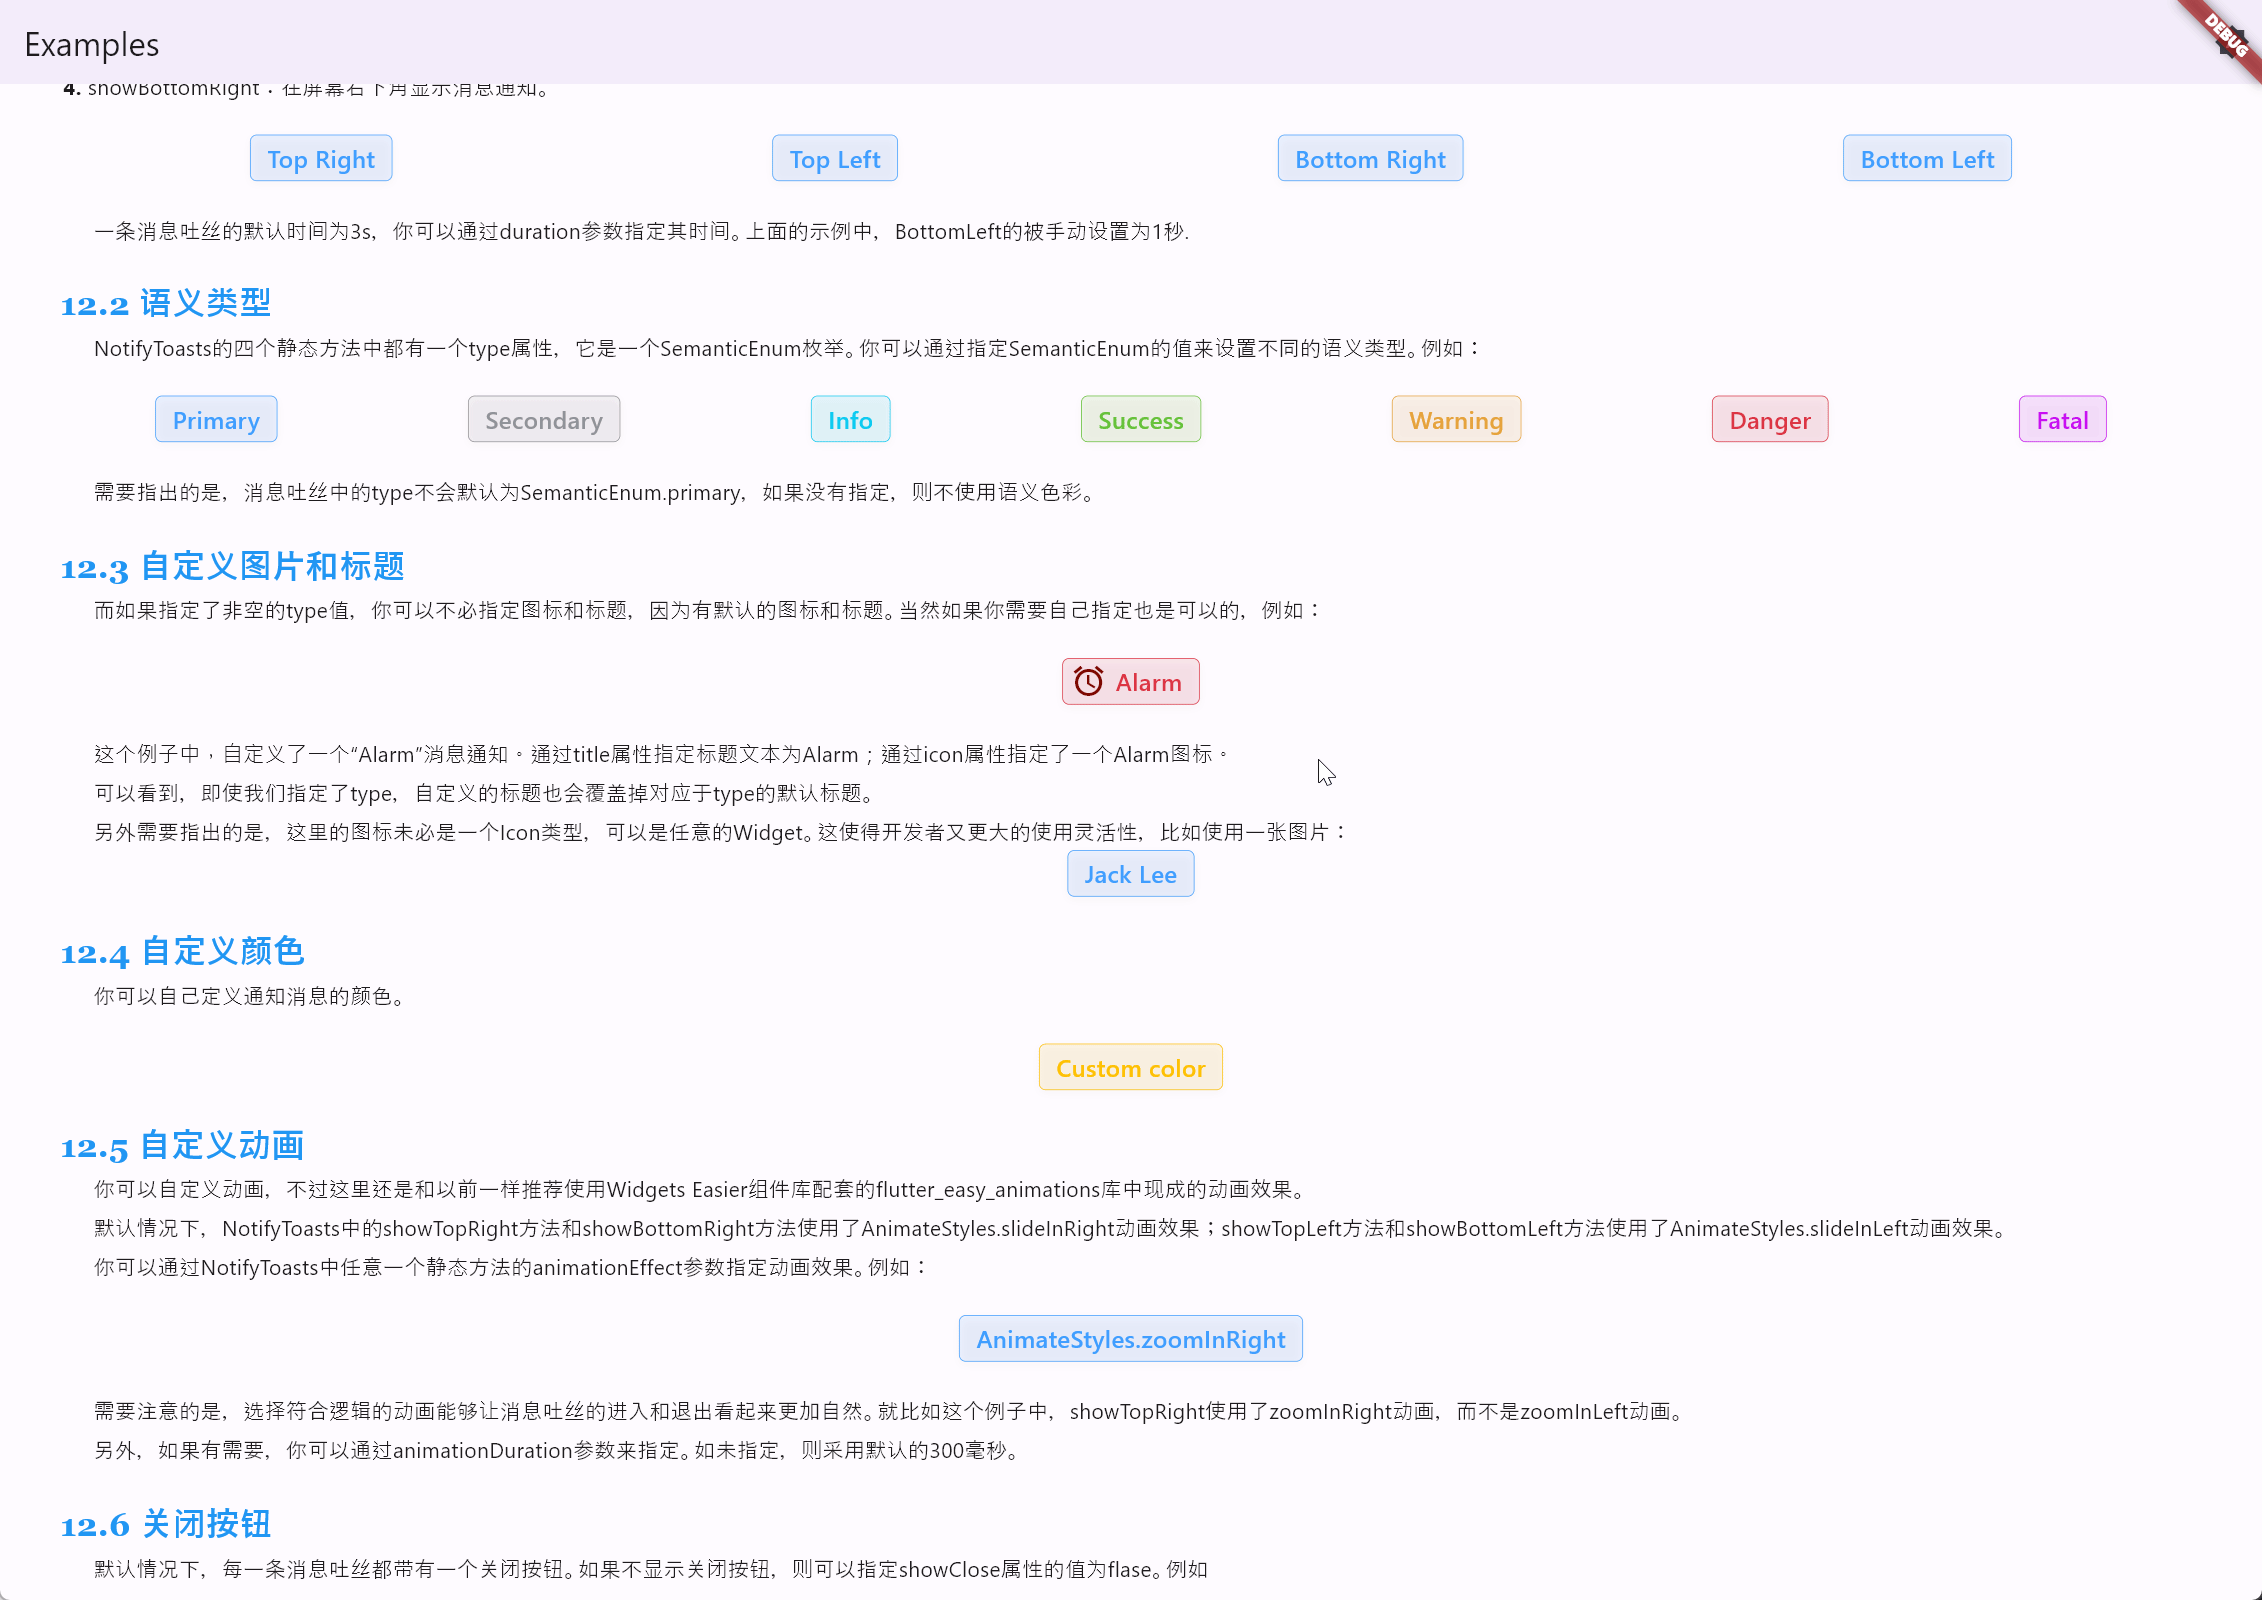 Examples
DEBUG
4. showBottomRight：在屏幕右下角显示消息通知。
Top Right Top Left Bottom Right Bottom Left
一条消息吐丝的默认时间为3s，你可以通过duration参数指定其时间。上面的示例中，BottomLeft的被手动设置为1秒.
12.2 语义类型
NotifyToasts的四个静态方法中都有一个type属性，它是一个SemanticEnum枚举。你可以通过指定SemanticEnum的值来设置不同的语义类型。例如：
Primary Secondary Info Success Warning Danger Fatal
需要指出的是，消息吐丝中的type不会默认为SemanticEnum.primary，如果没有指定，则不使用语义色彩。
12.3 自定义图片和标题
而如果指定了非空的type值，你可以不必指定图标和标题，因为有默认的图标和标题。当然如果你需要自己指定也是可以的，例如：
Alarm
这个例子中，自定义了一个“Alarm”消息通知。通过title属性指定标题文本为Alarm；通过icon属性指定了一个Alarm图标。
可以看到，即使我们指定了type，自定义的标题也会覆盖掉对应于type的默认标题。
另外需要指出的是，这里的图标未必是一个Icon类型，可以是任意的Widget。这使得开发者又更大的使用灵活性，比如使用一张图片：
Jack Lee
12.4 自定义颜色
你可以自己定义通知消息的颜色。
Custom color
12.5 自定义动画
你可以自定义动画，不过这里还是和以前一样推荐使用Widgets Easier组件库配套的flutter_easy_animations库中现成的动画效果。
默认情况下，NotifyToasts中的showTopRight方法和showBottomRight方法使用了AnimateStyles.slideInRight动画效果；showTopLeft方法和showBottomLeft方法使用了AnimateStyles.slideInLeft动画效果。
你可以通过NotifyToasts中任意一个静态方法的animationEffect参数指定动画效果。例如：
AnimateStyles.zoomInRight
需要注意的是，选择符合逻辑的动画能够让消息吐丝的进入和退出看起来更加自然。就比如这个例子中，showTopRight使用了zoomInRight动画，而不是zoomInLeft动画。
另外，如果有需要，你可以通过animationDuration参数来指定。如未指定，则采用默认的300毫秒。
12.6 关闭按钮
默认情况下，每一条消息吐丝都带有一个关闭按钮。如果不显示关闭按钮，则可以指定showClose属性的值为flase。例如